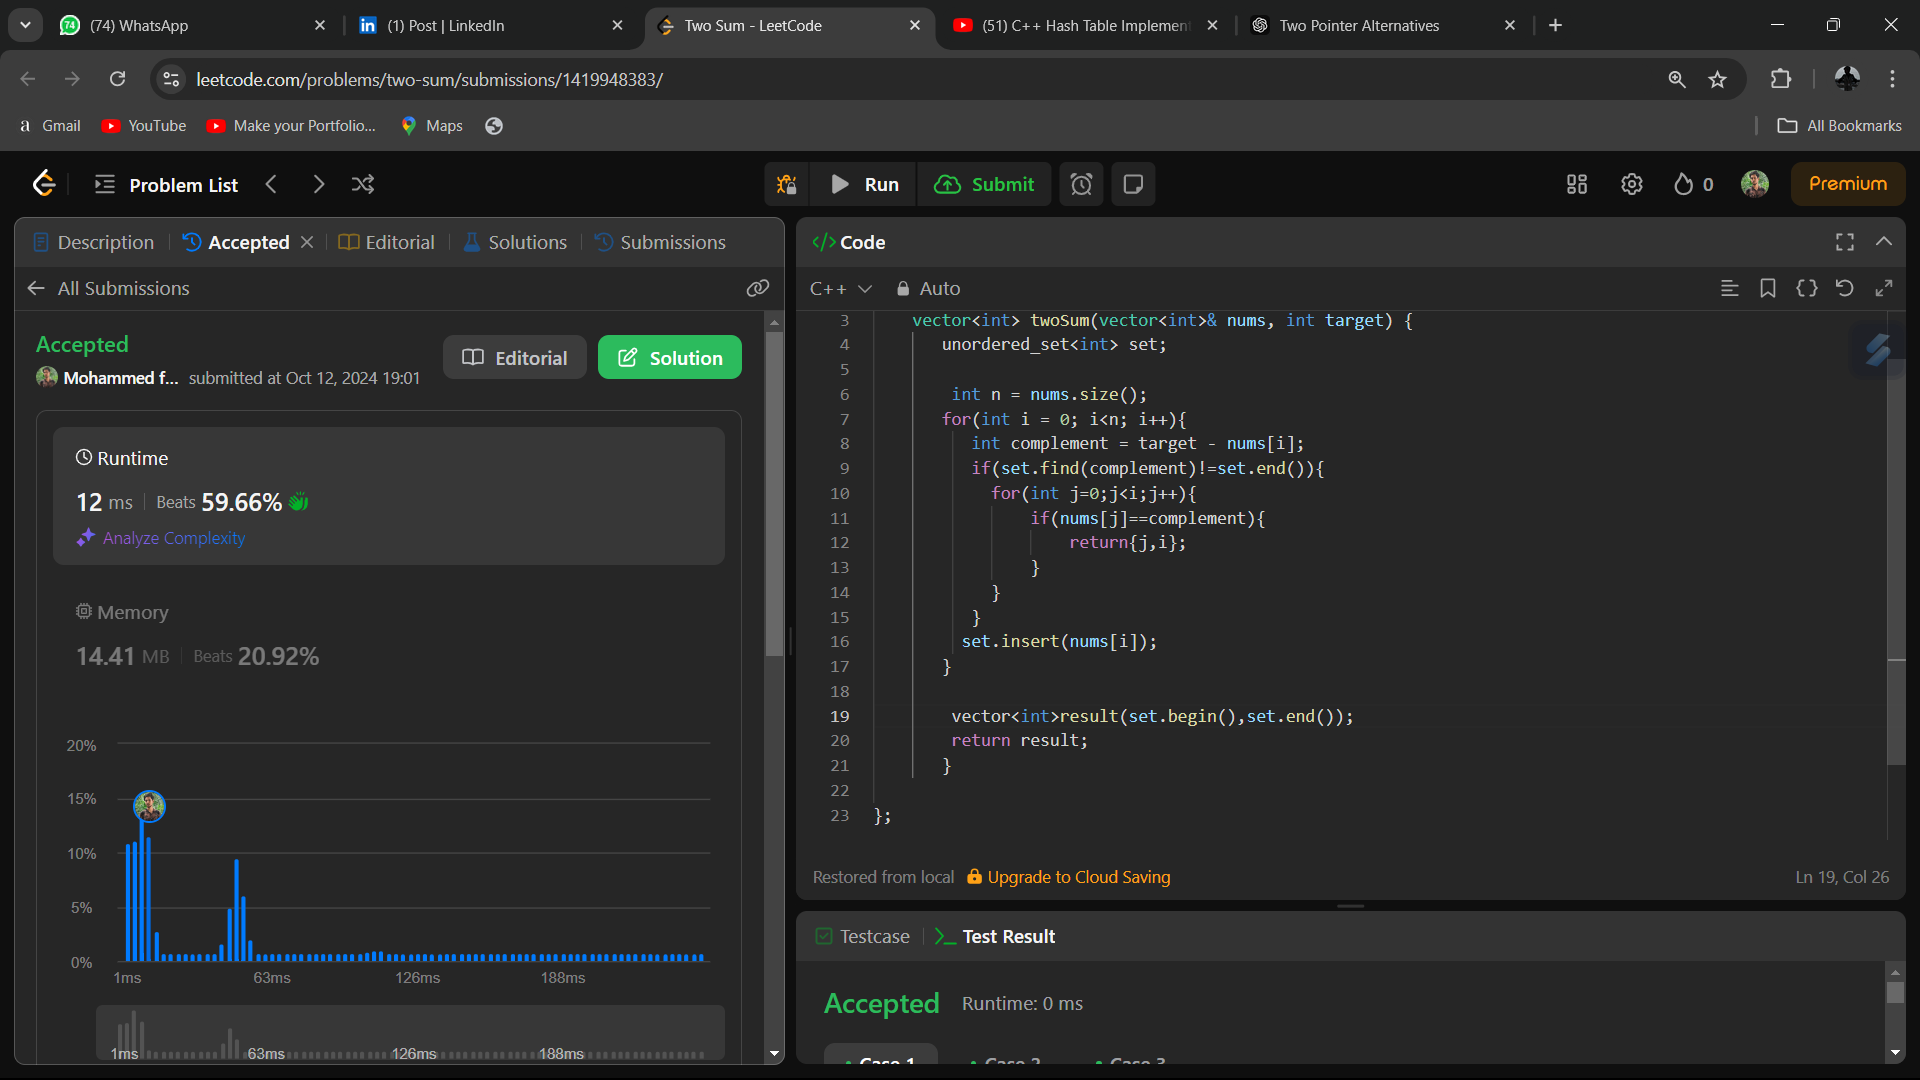 74 (74) WhatsApp
in (1) Post | LinkedIn
Two Sum - LeetCode
(51) C++ Hash Table Implemen
Two Pointer Alternatives
leetcode.com/problems/two-sum/submissions/1419948383/
a Gmail YouTube Make your Portfolio... Maps All Bookmarks
Problem List Run Submit 0 Premium
Description Accepted Editorial Solutions Submissions
All Submissions
Accepted
Mohammed f... submitted at Oct 12, 2024 19:01
Editorial Solution
Runtime
12 ms Beats 59.66%
Analyze Complexity
Memory
14.41 MB Beats 20.92%
20%
15%
10%
5%
0%
1ms 63ms 126ms 188ms
1ms 63ms 126ms 188ms
</> Code
C++ Auto
3 vector<int> twoSum(vector<int>& nums, int target) {
4 unordered_set<int> set;
5
6 int n = nums.size();
7 for(int i = 0; i<n; i++){
8 int complement = target - nums[i];
9 if(set.find(complement)!=set.end()){
10 for(int j=0;j<i;j++){
11 if(nums[j]==complement){
12 return{j,i};
13 }
14 }
15 }
16 set.insert(nums[i]);
17 }
18
19 vector<int>result(set.begin(),set.end());
20 return result;
21 }
22
23 };
Restored from local Upgrade to Cloud Saving Ln 19, Col 26
Testcase Test Result
Accepted Runtime: 0 ms
Case 1 Case 2 Case 3